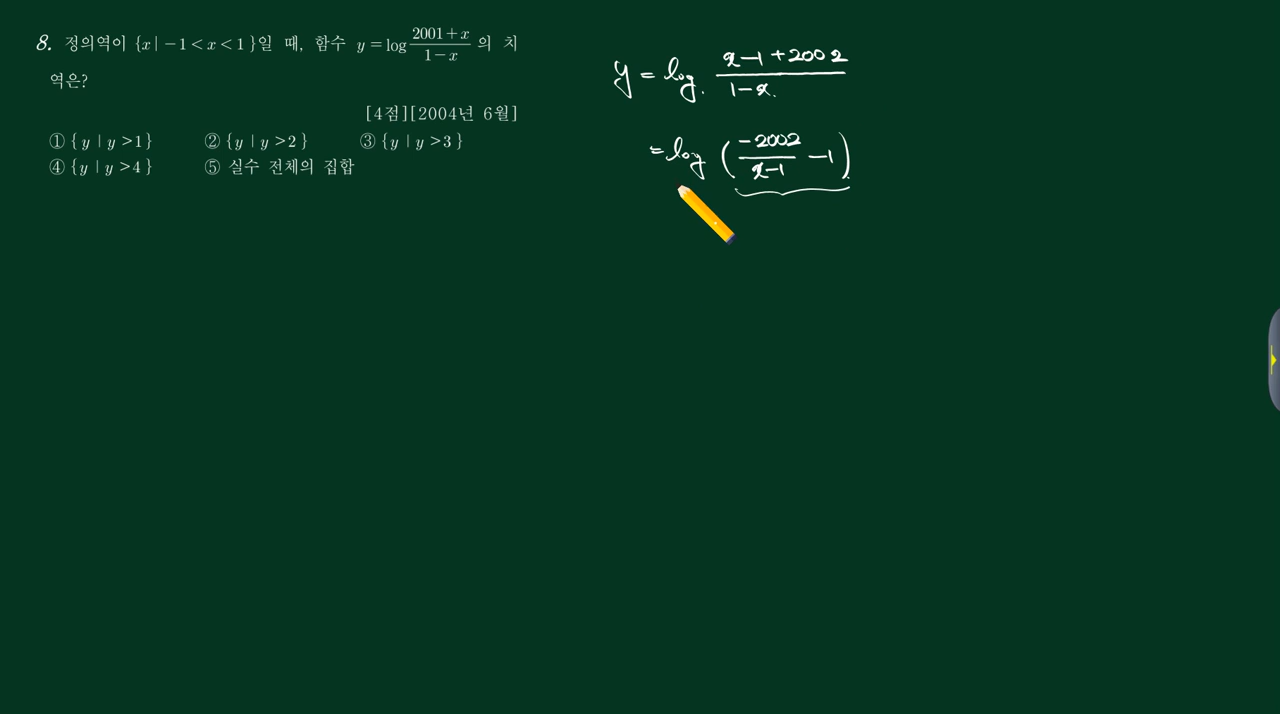 8. 정의역이 {x | −1 < x < 1}일 때, 함수 y = log (2001+x)/(1−x) 의 치
역은?
[4점][2004년 6월]
① { y | y >1} ② { y | y >2 } ③ { y | y >3 }
④ { y | y >4 } ⑤ 실수 전체의 집합
y = log (x−1+2002)/(1−x)
= log ( −2002/(x−1) −1 )